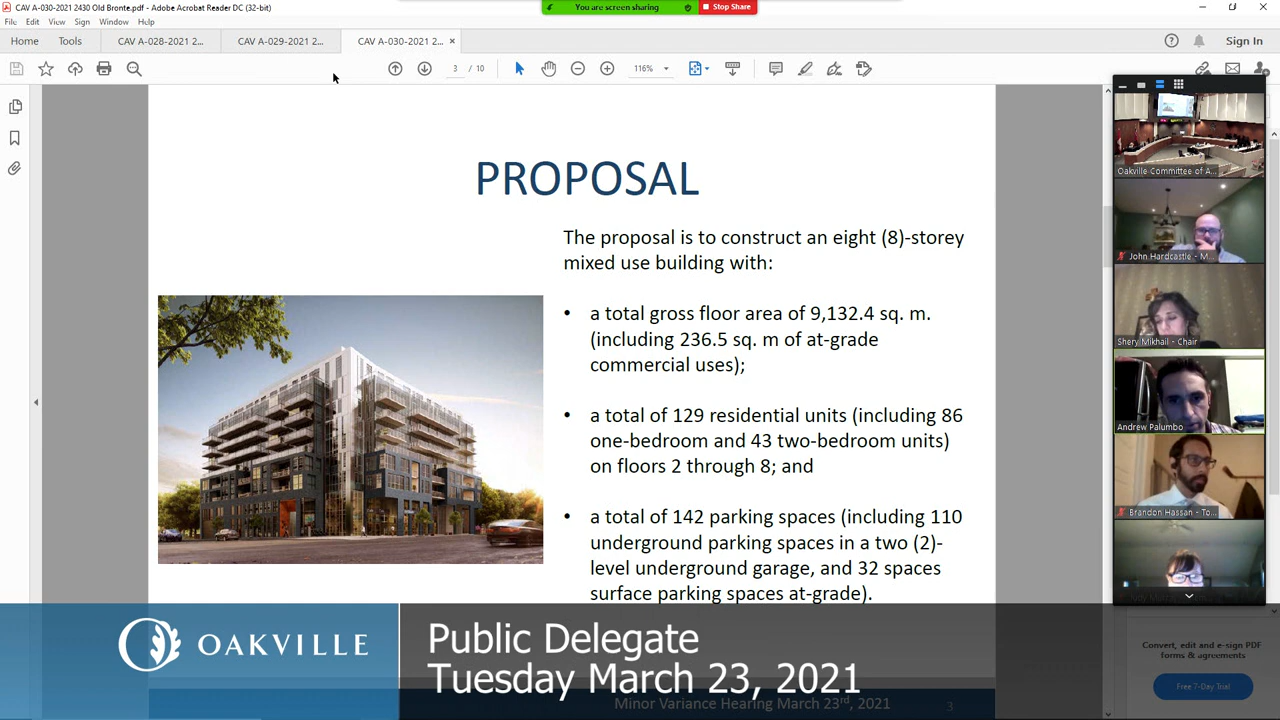 CAV A-030-2021 2430 Old Bronte.pdf - Adobe Acrobat Reader DC (32-bit)
You are screen sharing
Stop Share
File Edit View Sign Window Help
Home Tools CAV A-028-2021 2... CAV A-029-2021 2... CAV A-030-2021 2... × Sign In
3 / 10 116%
PROPOSAL
The proposal is to construct an eight (8)-storey
mixed use building with:
• a total gross floor area of 9,132.4 sq. m.
(including 236.5 sq. m of at-grade
commercial uses);
• a total of 129 residential units (including 86
one-bedroom and 43 two-bedroom units)
on floors 2 through 8; and
• a total of 142 parking spaces (including 110
underground parking spaces in a two (2)-
level underground garage, and 32 spaces
surface parking spaces at-grade).
Oakville Committee of A...
John Hardcastle - M...
Shery Mikhail - Chair
Andrew Palumbo
Brandon Hassan - To...
Convert, edit and e-sign PDF
forms & agreements
Free 7-Day Trial
OAKVILLE
Public Delegate
Tuesday March 23, 2021
Minor Variance Hearing March 23rd, 2021 3